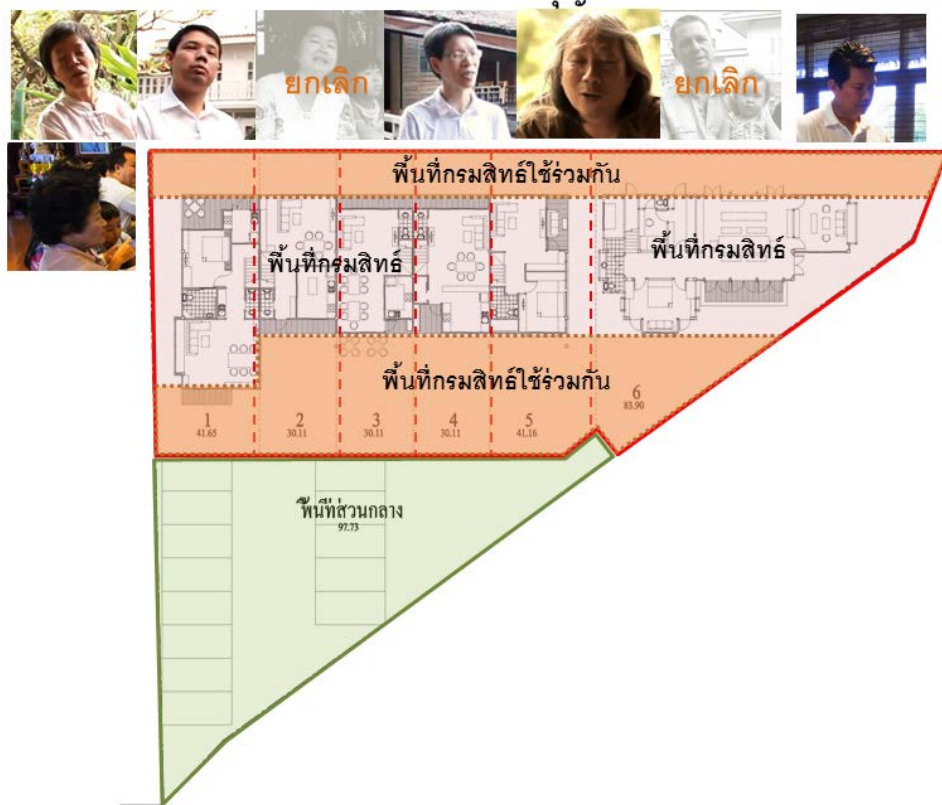 ยกเลิก
ยกเลิก
พื้นที่กรมสิทธ์ใช้ร่วมกัน
พื้นที่กรมสิทธ์
พื้นที่กรมสิทธ์
พื้นที่กรมสิทธ์ใช้ร่วมกัน
1
41.65
2
30.11
3
30.11
4
30.11
5
41.16
6
83.90
พื้นที่ส่วนกลาง
97.73